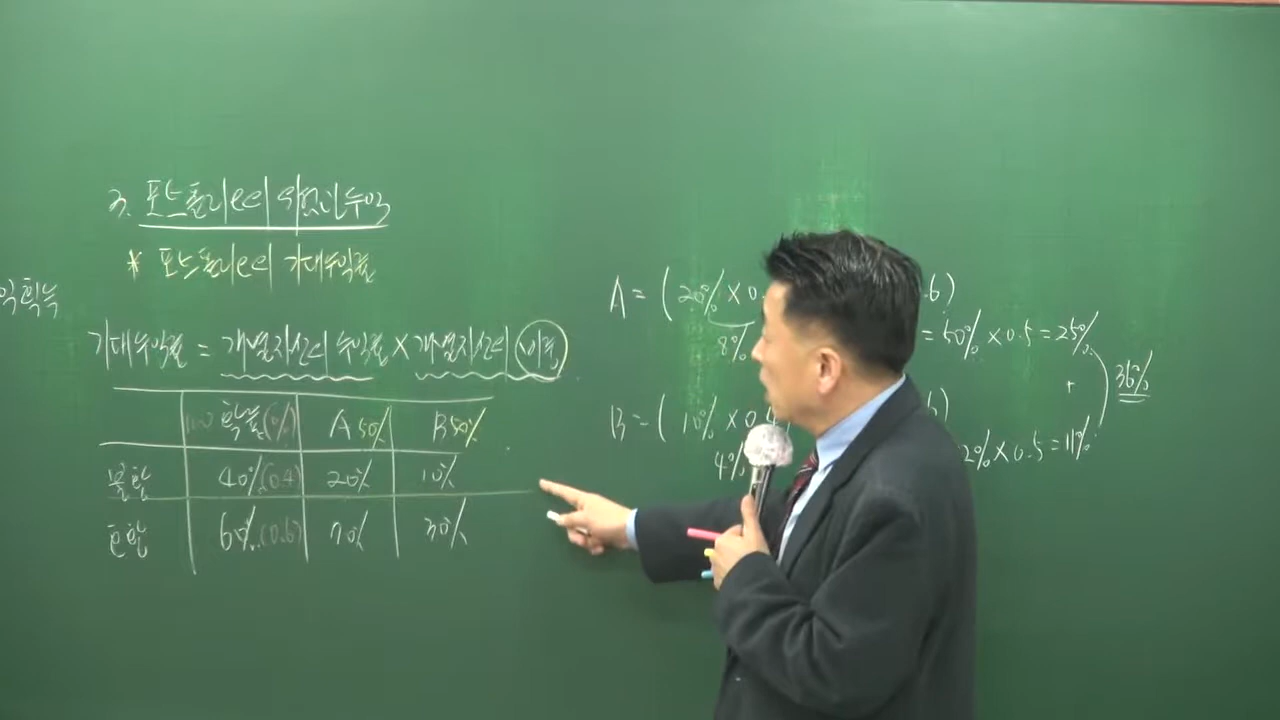 3. 포트폴리오의 위험과 수익
* 포트폴리오의 기대수익률
익확률
기대수익률 = 개별자산의 수익률 × 개별자산의 비중
확률(%) A 50% B 50%
불황 40%(0.4) 20% 10%
호황 60%(0.6) 70% 30%
A = (20% × 0 .6)
8% = 50% × 0.5 = 25%
+ 36%
B = (10% × 0.4 6)
4% 2% × 0.5 = 11%